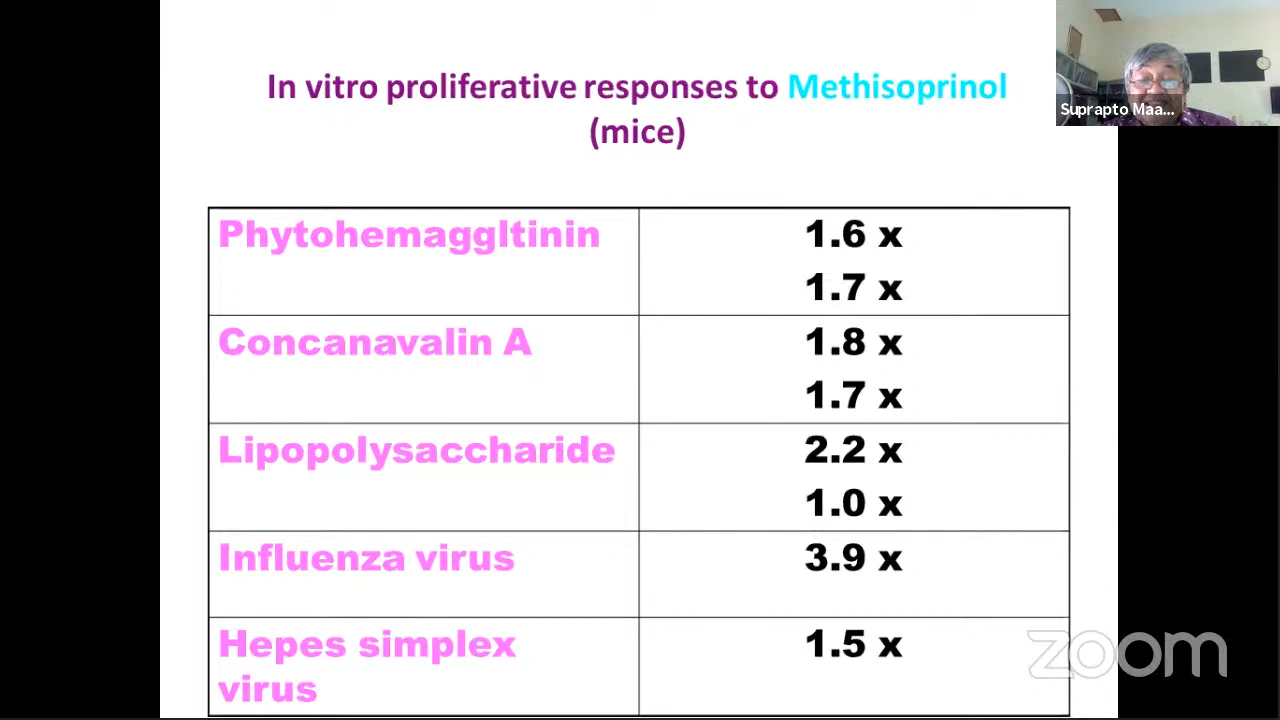 In vitro proliferative responses to Methisoprinol
(mice)
Suprapto Maa...
Phytohemaggltinin
1.6 x
1.7 x
Concanavalin A
1.8 x
1.7 x
Lipopolysaccharide
2.2 x
1.0 x
Influenza virus
3.9 x
Hepes simplex
virus
1.5 x
zoom